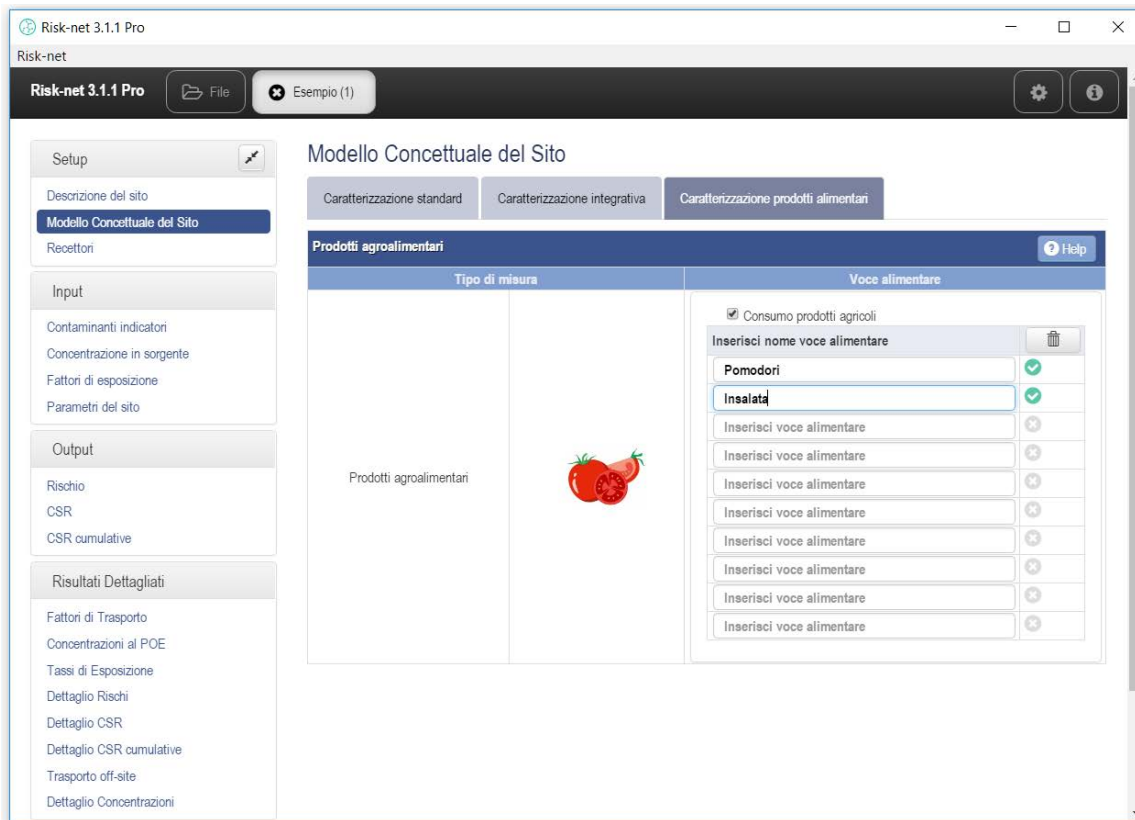 Risk-net 3.1.1 Pro
Risk-net
Risk-net 3.1.1 Pro
File
Esempio (1)
Setup
Descrizione del sito
Modello Concettuale del Sito
Recettori
Input
Contaminanti indicatori
Concentrazione in sorgente
Fattori di esposizione
Parametri del sito
Output
Rischio
CSR
CSR cumulative
Risultati Dettagliati
Fattori di Trasporto
Concentrazioni al POE
Tassi di Esposizione
Dettaglio Rischi
Dettaglio CSR
Dettaglio CSR cumulative
Trasporto off-site
Dettaglio Concentrazioni
Modello Concettuale del Sito
Caratterizzazione standard
Caratterizzazione integrativa
Caratterizzazione prodotti alimentari
Prodotti agroalimentari
Help
Tipo di misura
Voce alimentare
Prodotti agroalimentari
Consumo prodotti agricoli
Inserisci nome voce alimentare
Pomodori
Insalata
Inserisci voce alimentare
Inserisci voce alimentare
Inserisci voce alimentare
Inserisci voce alimentare
Inserisci voce alimentare
Inserisci voce alimentare
Inserisci voce alimentare
Inserisci voce alimentare